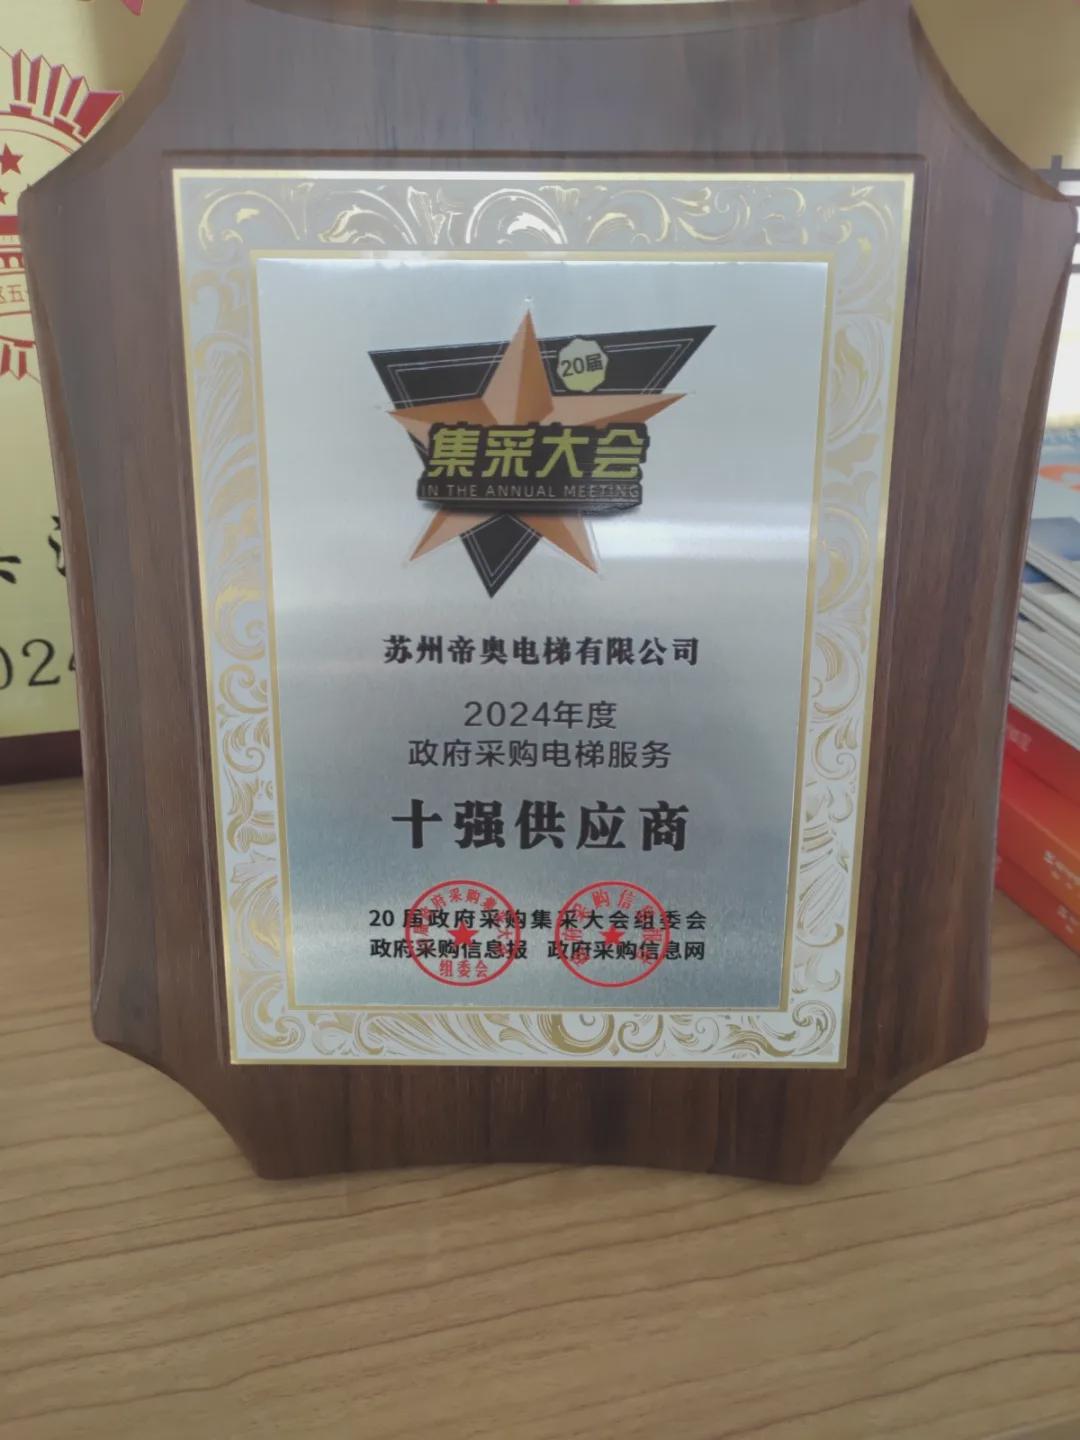 20届
集采大会
IN THE ANNUAL MEETING
苏州帝奥电梯有限公司
2024年度
政府采购电梯服务
十强供应商
20届政府采购集采大会组委会
政府采购信息报 政府采购信息网
组委会